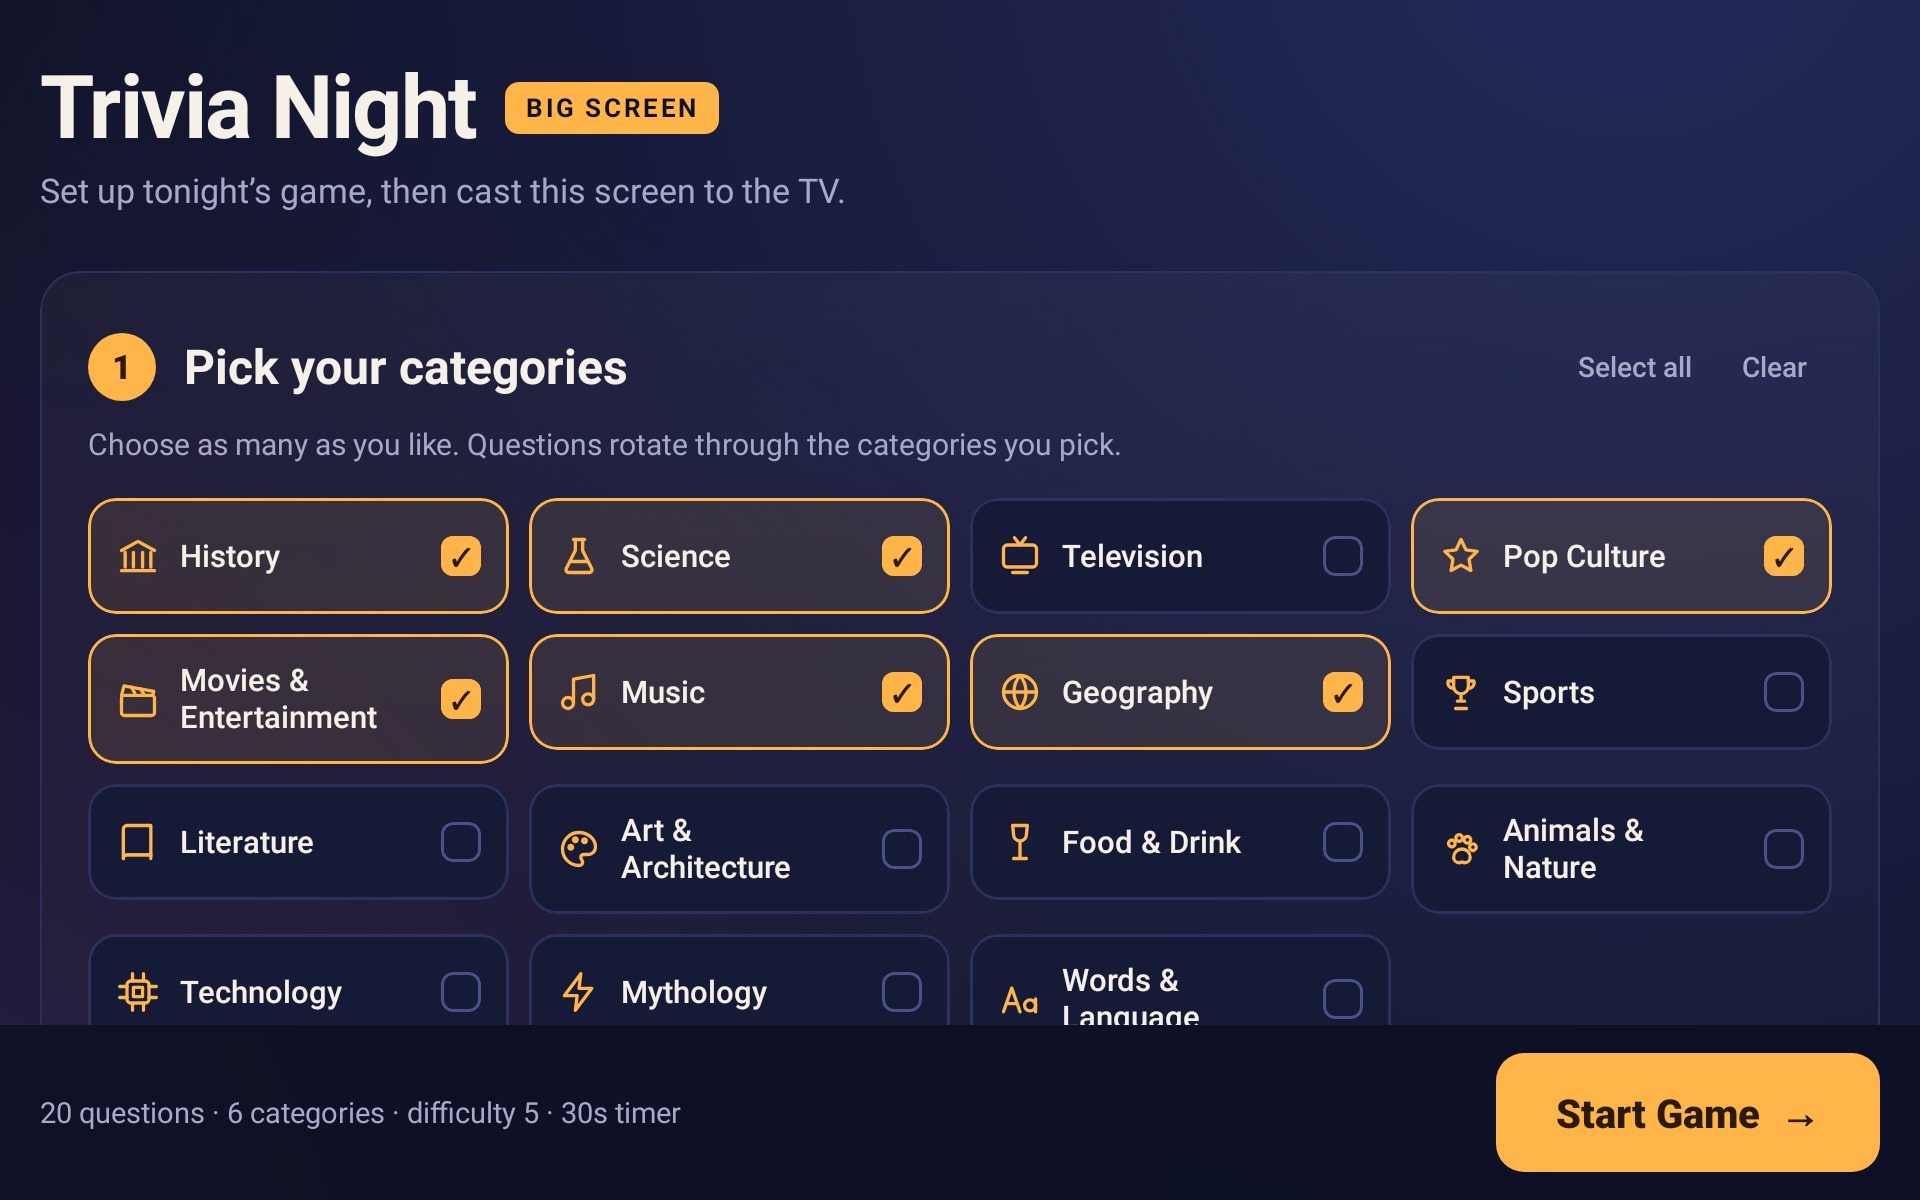 Trivia Night
BIG SCREEN
Set up tonight’s game, then cast this screen to the TV.
1
Pick your categories
Select all
Clear
Choose as many as you like. Questions rotate through the categories you pick.
History
Science
Television
Pop Culture
Movies &
Entertainment
Music
Geography
Sports
Literature
Art &
Architecture
Food & Drink
Animals &
Nature
Technology
Mythology
Aa
Words &
Language
20 questions · 6 categories · difficulty 5 · 30s timer
Start Game →